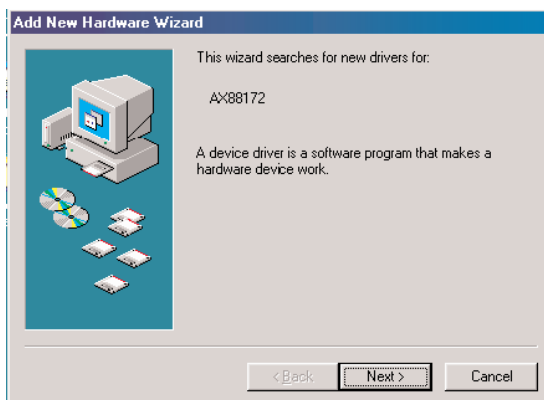 Add New Hardware Wizard
This wizard searches for new drivers for:
AX88172
A device driver is a software program that makes a
hardware device work.
< Back
Next >
Cancel